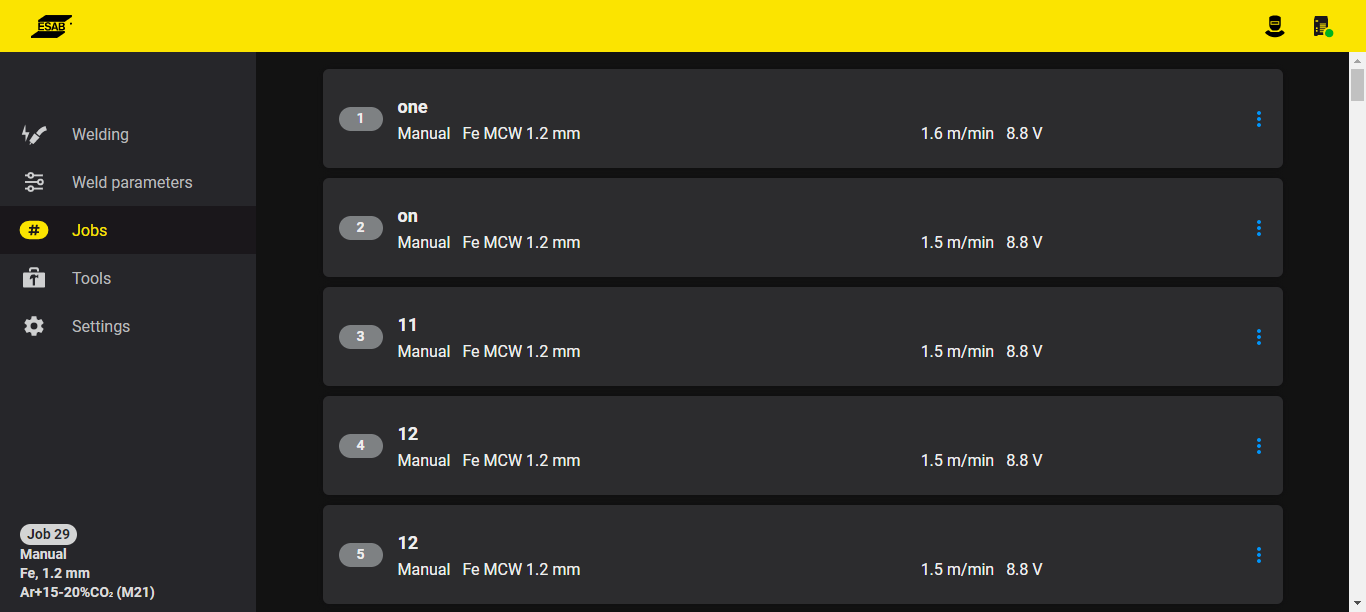 ESAB
Welding
Weld parameters
# Jobs
Tools
Settings
Job 29
Manual
Fe, 1.2 mm
Ar+15-20%CO₂ (M21)
1
one
Manual Fe MCW 1.2 mm 1.6 m/min 8.8 V
2
on
Manual Fe MCW 1.2 mm 1.5 m/min 8.8 V
3
11
Manual Fe MCW 1.2 mm 1.5 m/min 8.8 V
4
12
Manual Fe MCW 1.2 mm 1.5 m/min 8.8 V
5
12
Manual Fe MCW 1.2 mm 1.5 m/min 8.8 V